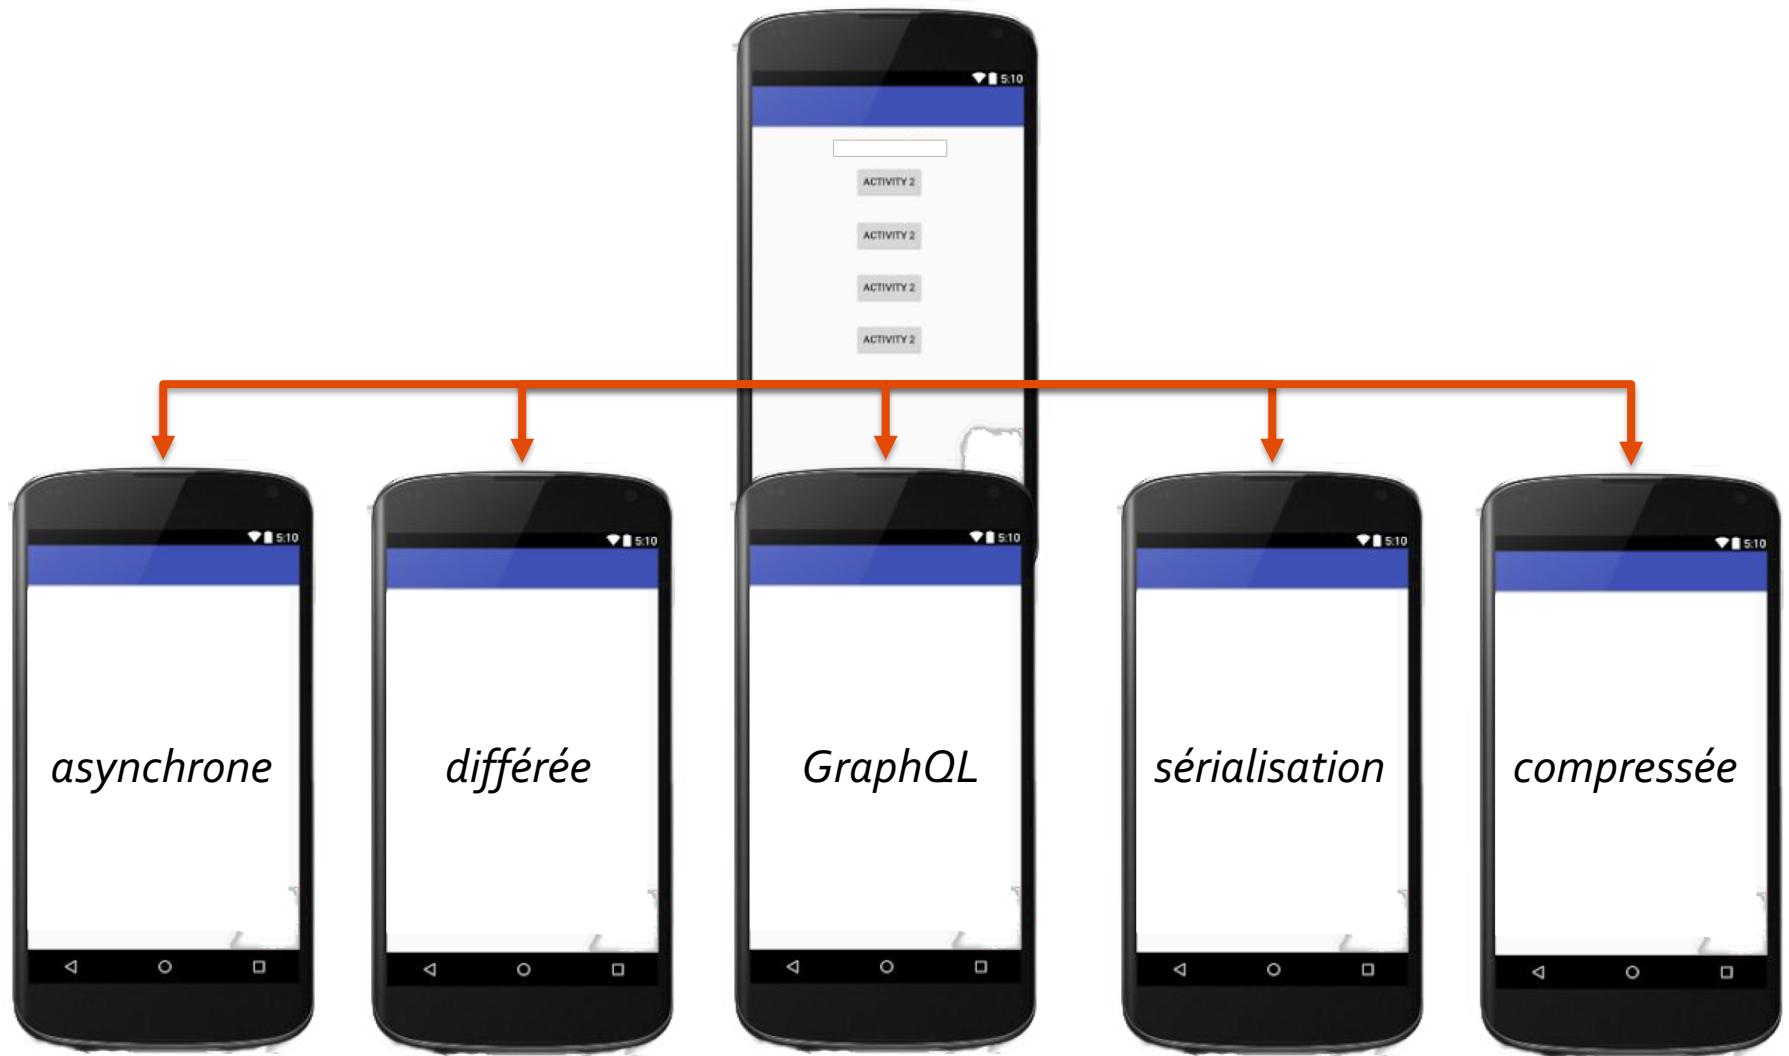 5:10
ACTIVITY 2
ACTIVITY 2
ACTIVITY 2
ACTIVITY 2
5:10
5:10
5:10
5:10
5:10
asynchrone
différée
GraphQL
sérialisation
compressée